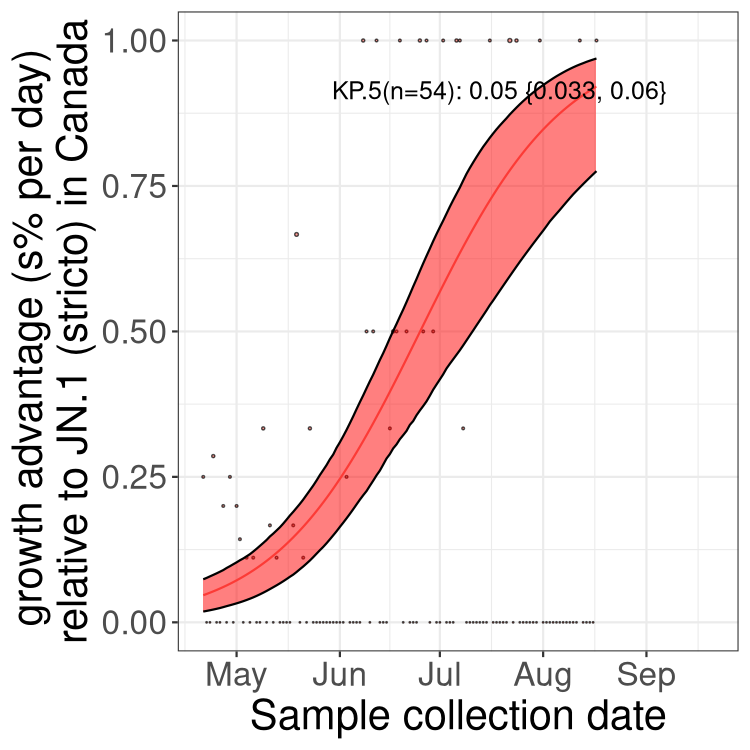 growth advantage (s% per day)
relative to JN.1 (stricto) in Canada
1.00
0.75
0.50
0.25
0.00
KP.5(n=54): 0.05 {0.033, 0.06}
May Jun Jul Aug Sep
Sample collection date